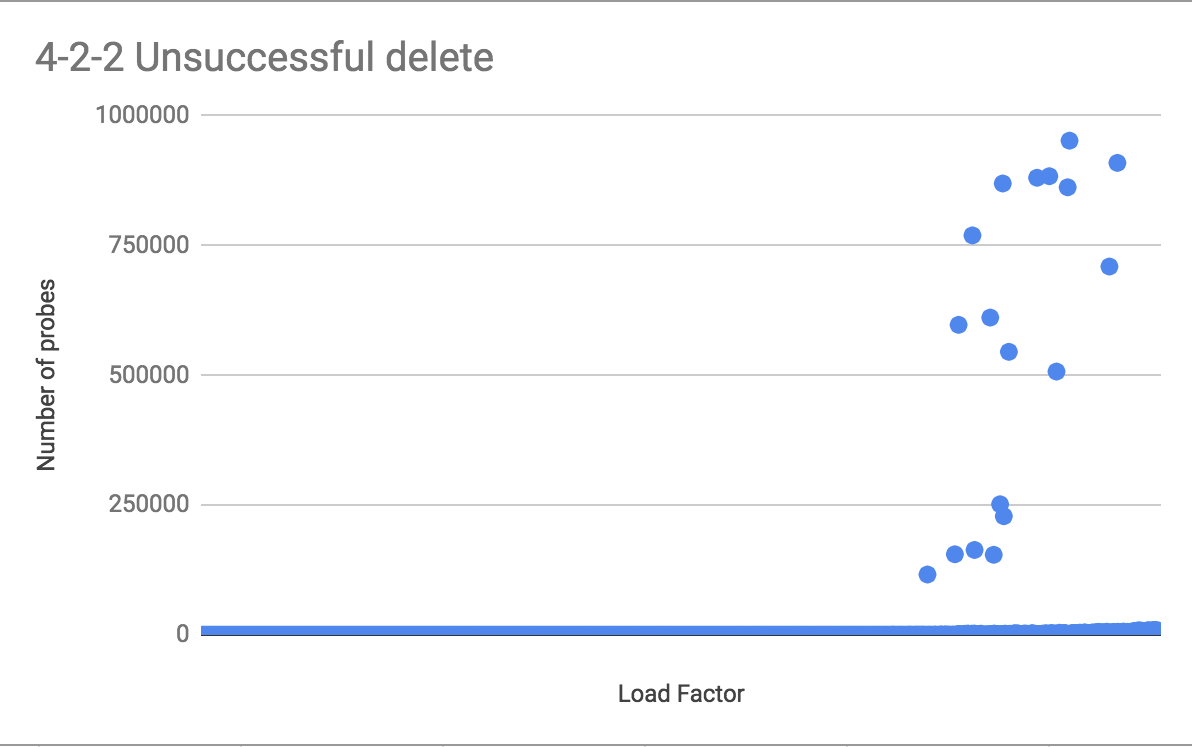 4-2-2 Unsuccessful delete
1000000
750000
500000
250000
0
Number of probes
Load Factor